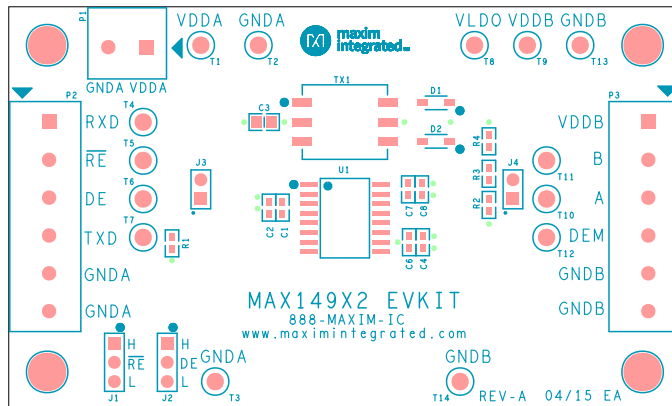 P1
VDDA
GNDA
maxim
integrated™
VLDO
VDDB
GNDB
T1
T2
T8
T9
T13
GNDA VDDA
P2
T4
RXD
T5
RE
T6
DE
T7
TXD
GNDA
GNDA
J3
R1
C3
TX1
D1
D2
U1
C2
C1
C7
C8
C6
C4
R4
R3
R2
J4
P3
VDDB
B
T11
A
T10
DEM
T12
GNDB
GNDB
MAX149X2 EVKIT
888-MAXIM-IC
www.maximintegrated.com
H
RE
L
J1
H
DE
L
J2
GNDA
T3
GNDB
T14
REV-A 04/15 EA